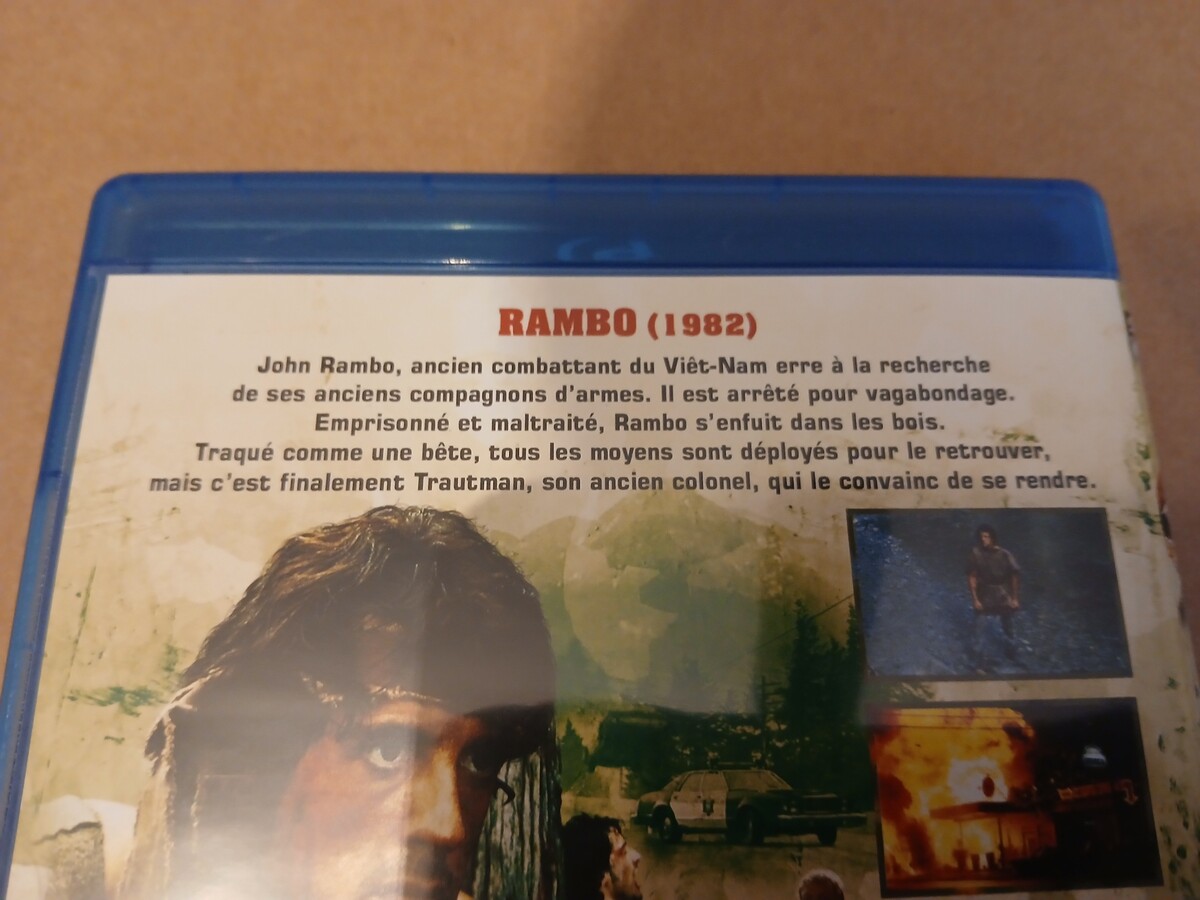 RAMBO (1982)
John Rambo, ancien combattant du Viêt-Nam erre à la recherche
de ses anciens compagnons d'armes. Il est arrêté pour vagabondage.
Emprisonné et maltraité, Rambo s'enfuit dans les bois.
Traqué comme une bête, tous les moyens sont déployés pour le retrouver,
mais c'est finalement Trautman, son ancien colonel, qui le convainc de se rendre.